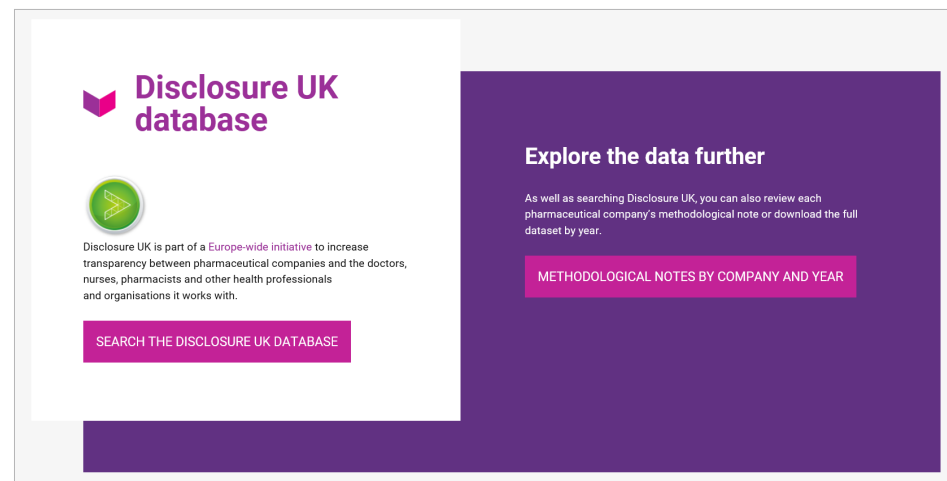 Disclosure UK
database
Disclosure UK is part of a Europe-wide initiative to increase
transparency between pharmaceutical companies and the doctors,
nurses, pharmacists and other health professionals
and organisations it works with.
SEARCH THE DISCLOSURE UK DATABASE
Explore the data further
As well as searching Disclosure UK, you can also review each
pharmaceutical company's methodological note or download the full
dataset by year.
METHODOLOGICAL NOTES BY COMPANY AND YEAR